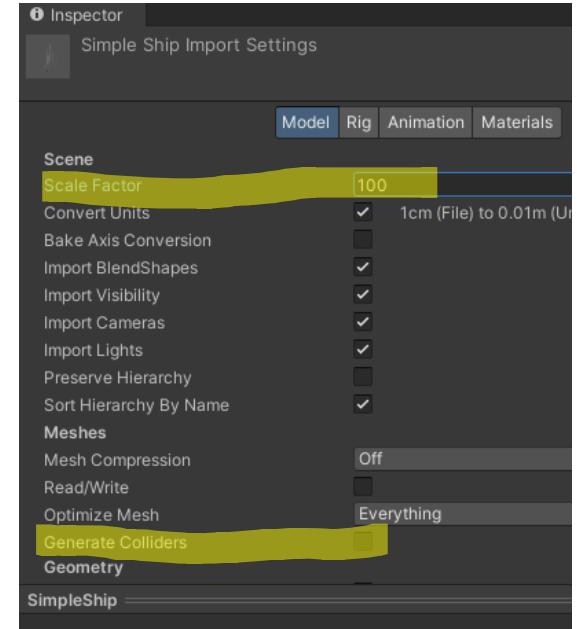 Inspector
Simple Ship Import Settings
Model Rig Animation Materials
Scene
Scale Factor 100
Convert Units 1cm (File) to 0.01m
Bake Axis Conversion
Import BlendShapes
Import Visibility
Import Cameras
Import Lights
Preserve Hierarchy
Sort Hierarchy By Name
Meshes
Mesh Compression Off
Read/Write
Optimize Mesh Everything
Generate Colliders
Geometry
SimpleShip